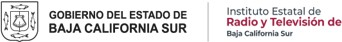 GOBIERNO DEL ESTADO DE
BAJA CALIFORNIA SUR
Instituto Estatal de
Radio y Televisión de
Baja California Sur